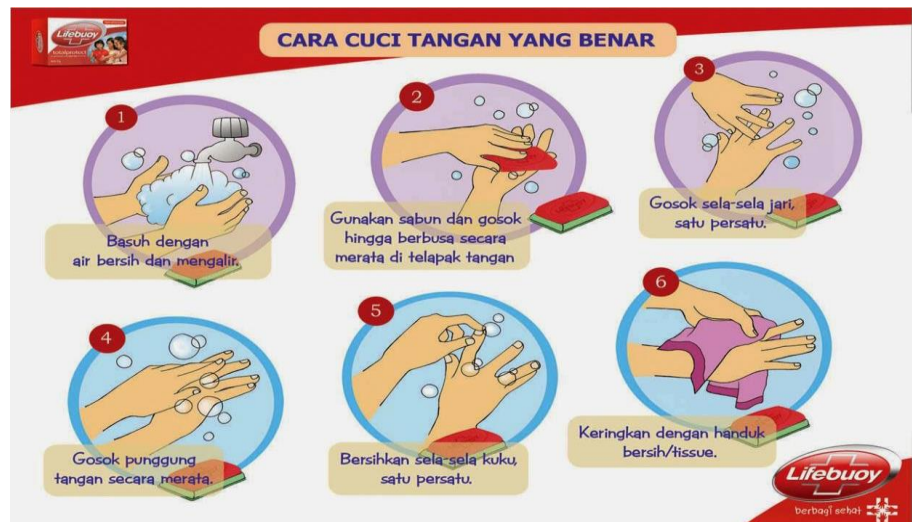 Lifebuoy
CARA CUCI TANGAN YANG BENAR
1
Basuh dengan
air bersih dan mengalir.
2
Gunakan sabun dan gosok
hingga berbusa secara
merata di telapak tangan
3
Gosok sela-sela jari,
satu persatu.
4
Gosok punggung
tangan secara merata.
5
Bersihkan sela-sela kuku,
satu persatu.
6
Keringkan dengan handuk
bersih/tissue.
Lifebuoy
berbagi sehat